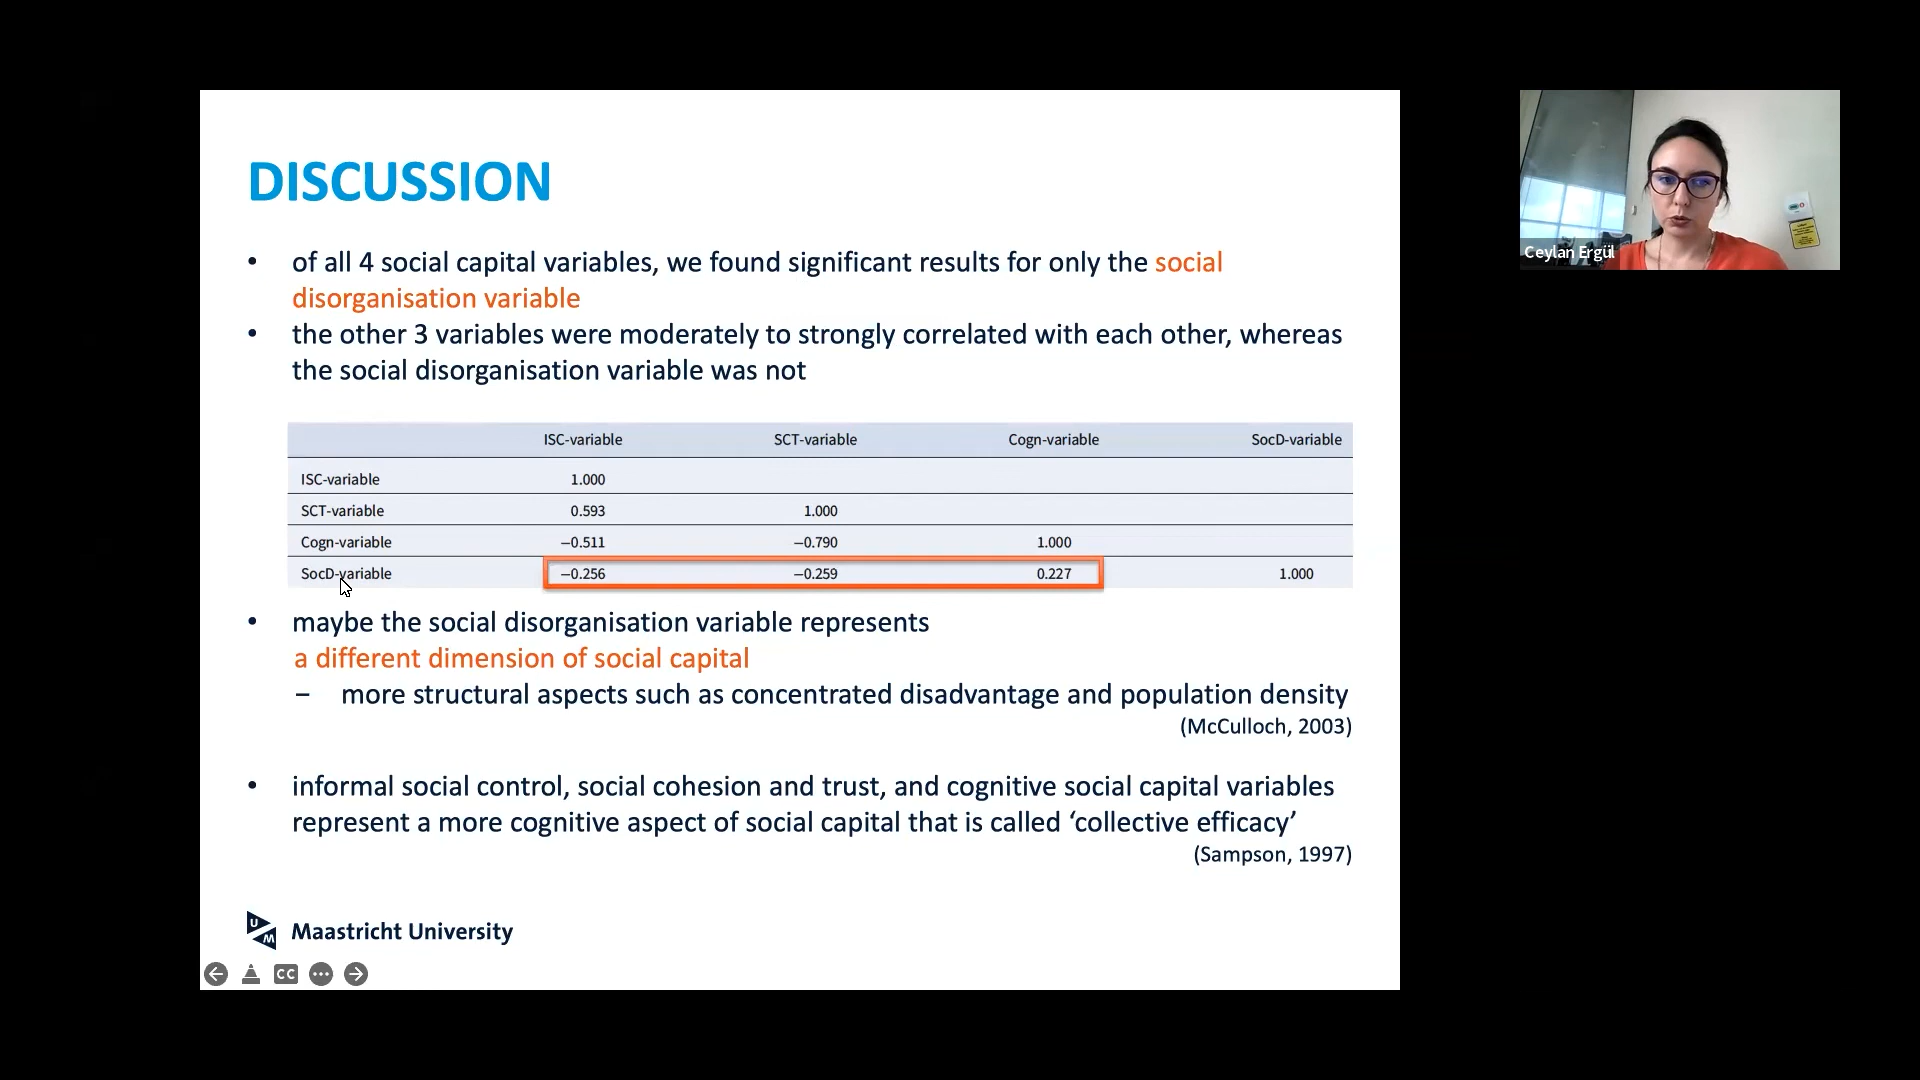 DISCUSSION
• of all 4 social capital variables, we found significant results for only the social
disorganisation variable
• the other 3 variables were moderately to strongly correlated with each other, whereas
the social disorganisation variable was not
ISC-variable SCT-variable Cogn-variable SocD-variable
ISC-variable 1.000
SCT-variable 0.593 1.000
Cogn-variable −0.511 −0.790 1.000
SocD-variable −0.256 −0.259 0.227 1.000
• maybe the social disorganisation variable represents
a different dimension of social capital
– more structural aspects such as concentrated disadvantage and population density
(McCulloch, 2003)
• informal social control, social cohesion and trust, and cognitive social capital variables
represent a more cognitive aspect of social capital that is called ‘collective efficacy’
(Sampson, 1997)
UM Maastricht University
CC
Ceylan Ergül